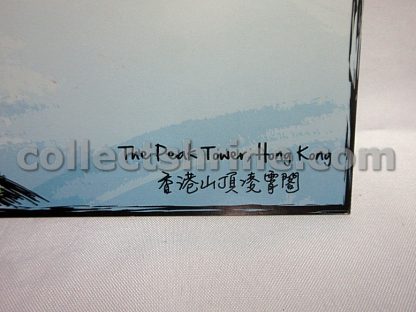 The Peak Tower, Hong Kong
collectshrine.com
香港山頂凌霄閣